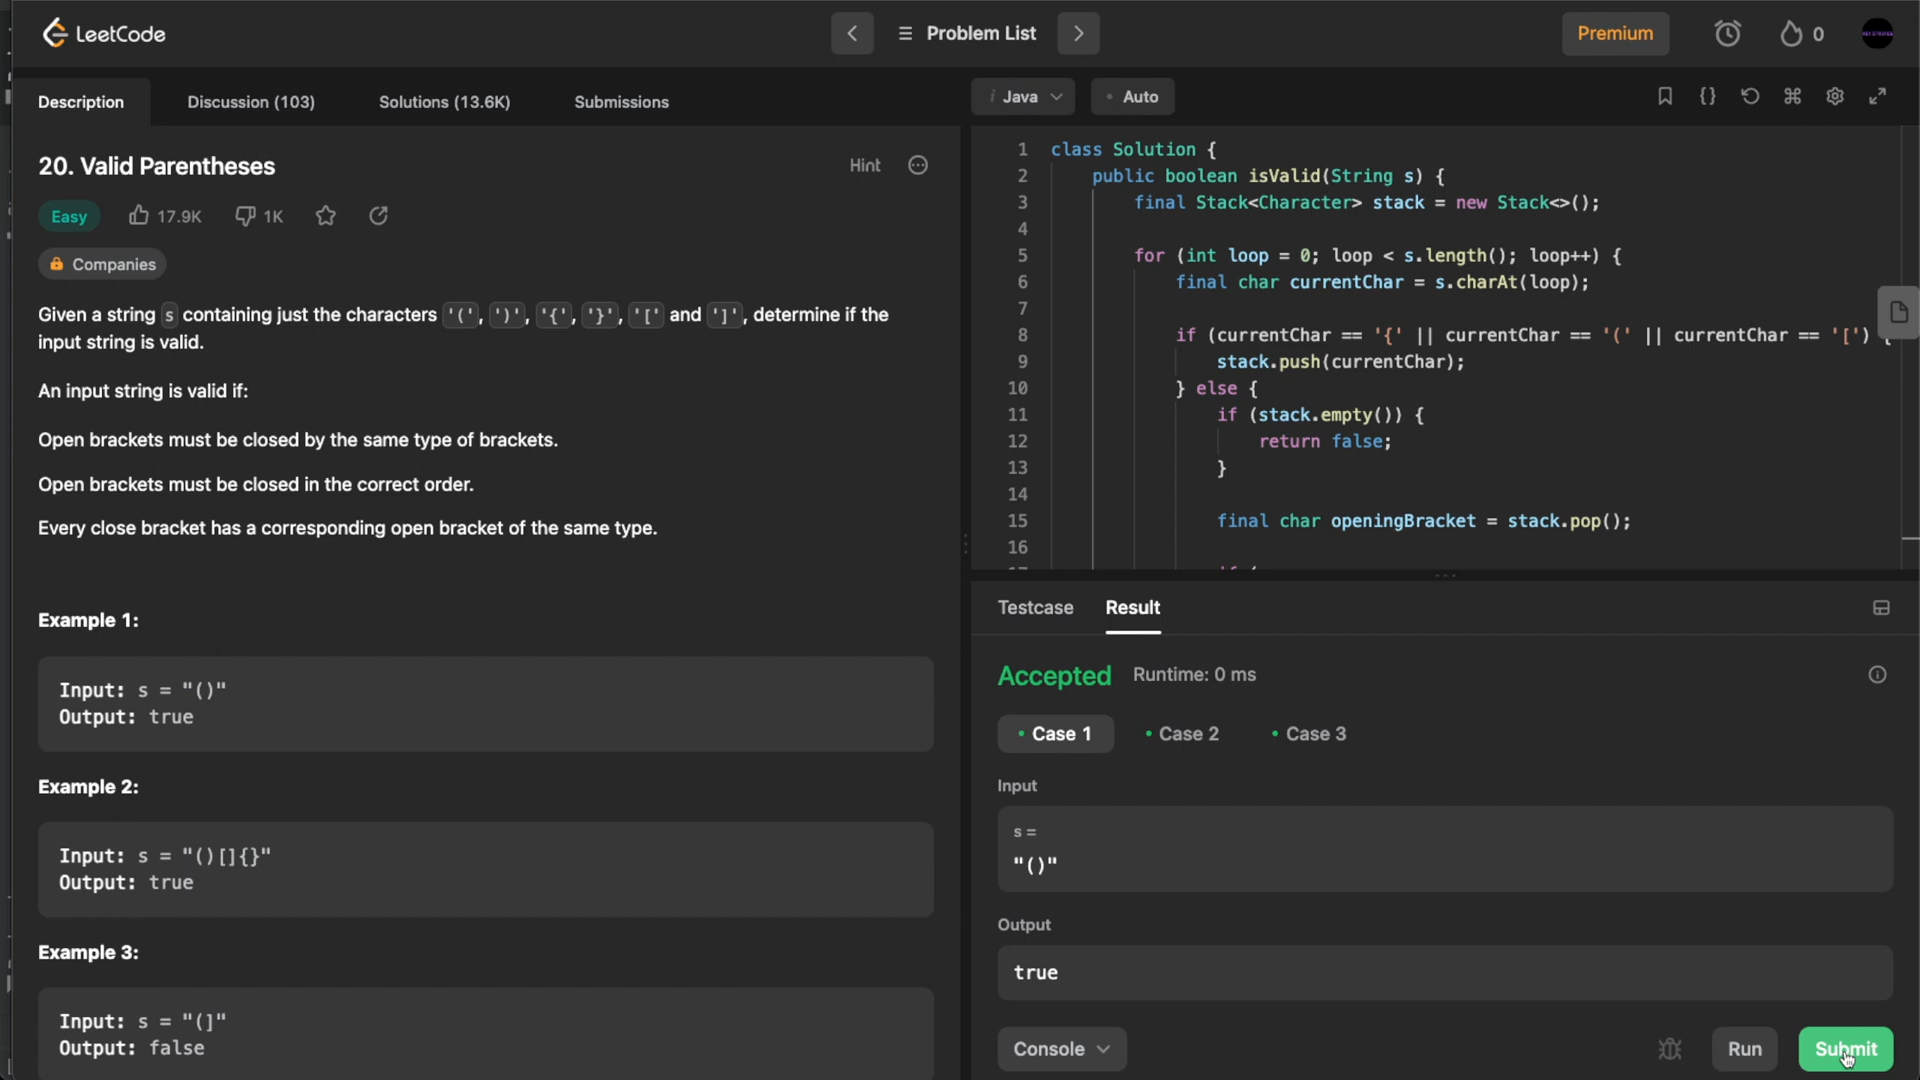 LeetCode
Problem List
Premium
0
Description
Discussion (103)
Solutions (13.6K)
Submissions
20. Valid Parentheses
Hint
Easy
17.9K
1K
Companies
Given a string s containing just the characters '(', ')', '{', '}', '[' and ']', determine if the
input string is valid.
An input string is valid if:
Open brackets must be closed by the same type of brackets.
Open brackets must be closed in the correct order.
Every close bracket has a corresponding open bracket of the same type.
Example 1:
Input: s = "()"
Output: true
Example 2:
Input: s = "()[]{}"
Output: true
Example 3:
Input: s = "(]"
Output: false
i Java
Auto
1 class Solution {
2 public boolean isValid(String s) {
3 final Stack<Character> stack = new Stack<>();
4
5 for (int loop = 0; loop < s.length(); loop++) {
6 final char currentChar = s.charAt(loop);
7
8 if (currentChar == '{' || currentChar == '(' || currentChar == '[') {
9 stack.push(currentChar);
10 } else {
11 if (stack.empty()) {
12 return false;
13 }
14
15 final char openingBracket = stack.pop();
16
Testcase
Result
Accepted
Runtime: 0 ms
Case 1
Case 2
Case 3
Input
s =
"()"
Output
true
Console
Run
Submit